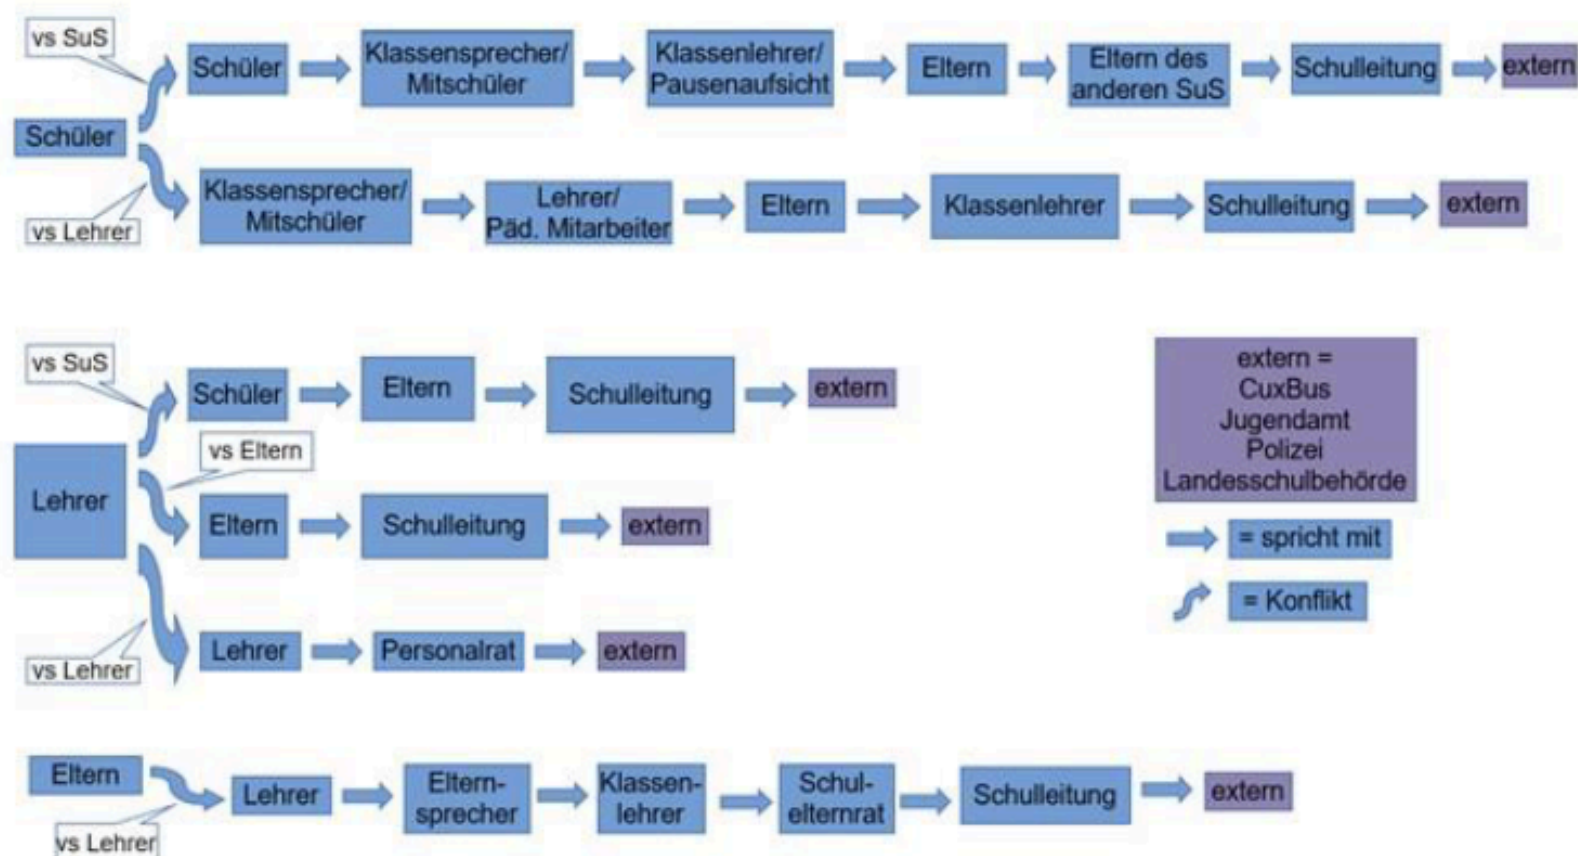 vs SuS
Schüler
Schüler
Klassensprecher/
Mitschüler
Klassenlehrer/
Pausenaufsicht
Eltern
Eltern des
anderen SuS
Schulleitung
extern
vs Lehrer
Klassensprecher/
Mitschüler
Lehrer/
Päd. Mitarbeiter
Eltern
Klassenlehrer
Schulleitung
extern
vs SuS
Schüler
Eltern
Schulleitung
extern
Lehrer
vs Eltern
Eltern
Schulleitung
extern
vs Lehrer
Lehrer
Personalrat
extern
extern =
CuxBus
Jugendamt
Polizei
Landesschulbehörde
= spricht mit
= Konflikt
Eltern
vs Lehrer
Lehrer
Eltern-
sprecher
Klassen-
lehrer
Schul-
elternrat
Schulleitung
extern